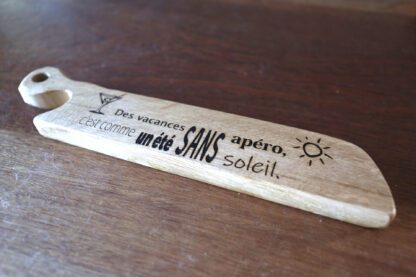 Des vacances SANS apéro,
c'est comme un été SANS soleil.